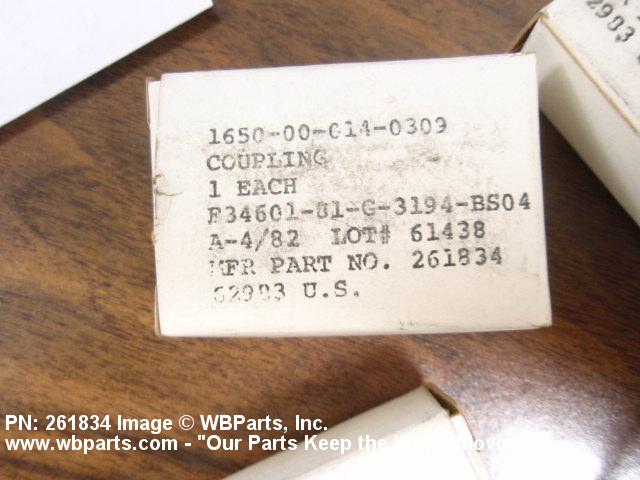 1650-00-014-0309
COUPLING
1 EACH
F34601-81-G-3194-BS04
A-4/82 LOT# 61438
MFR PART NO. 261834
62983 U.S.
2983
PN: 261834 Image © WBParts, Inc.
www.wbparts.com - "Our Parts Keep the